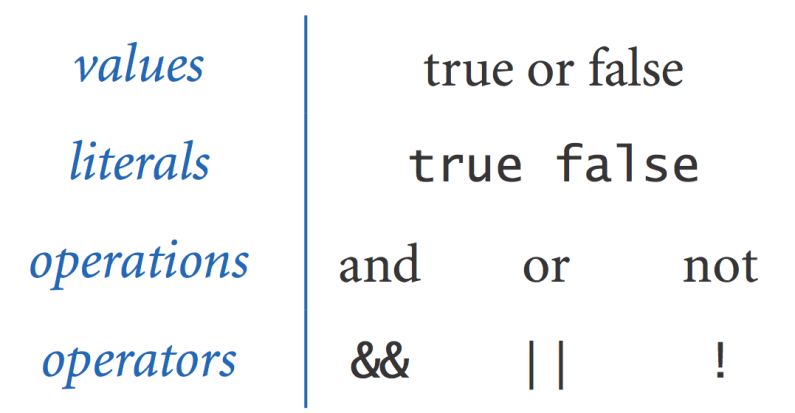 values true or false
literals true false
operations and or not
operators && || !